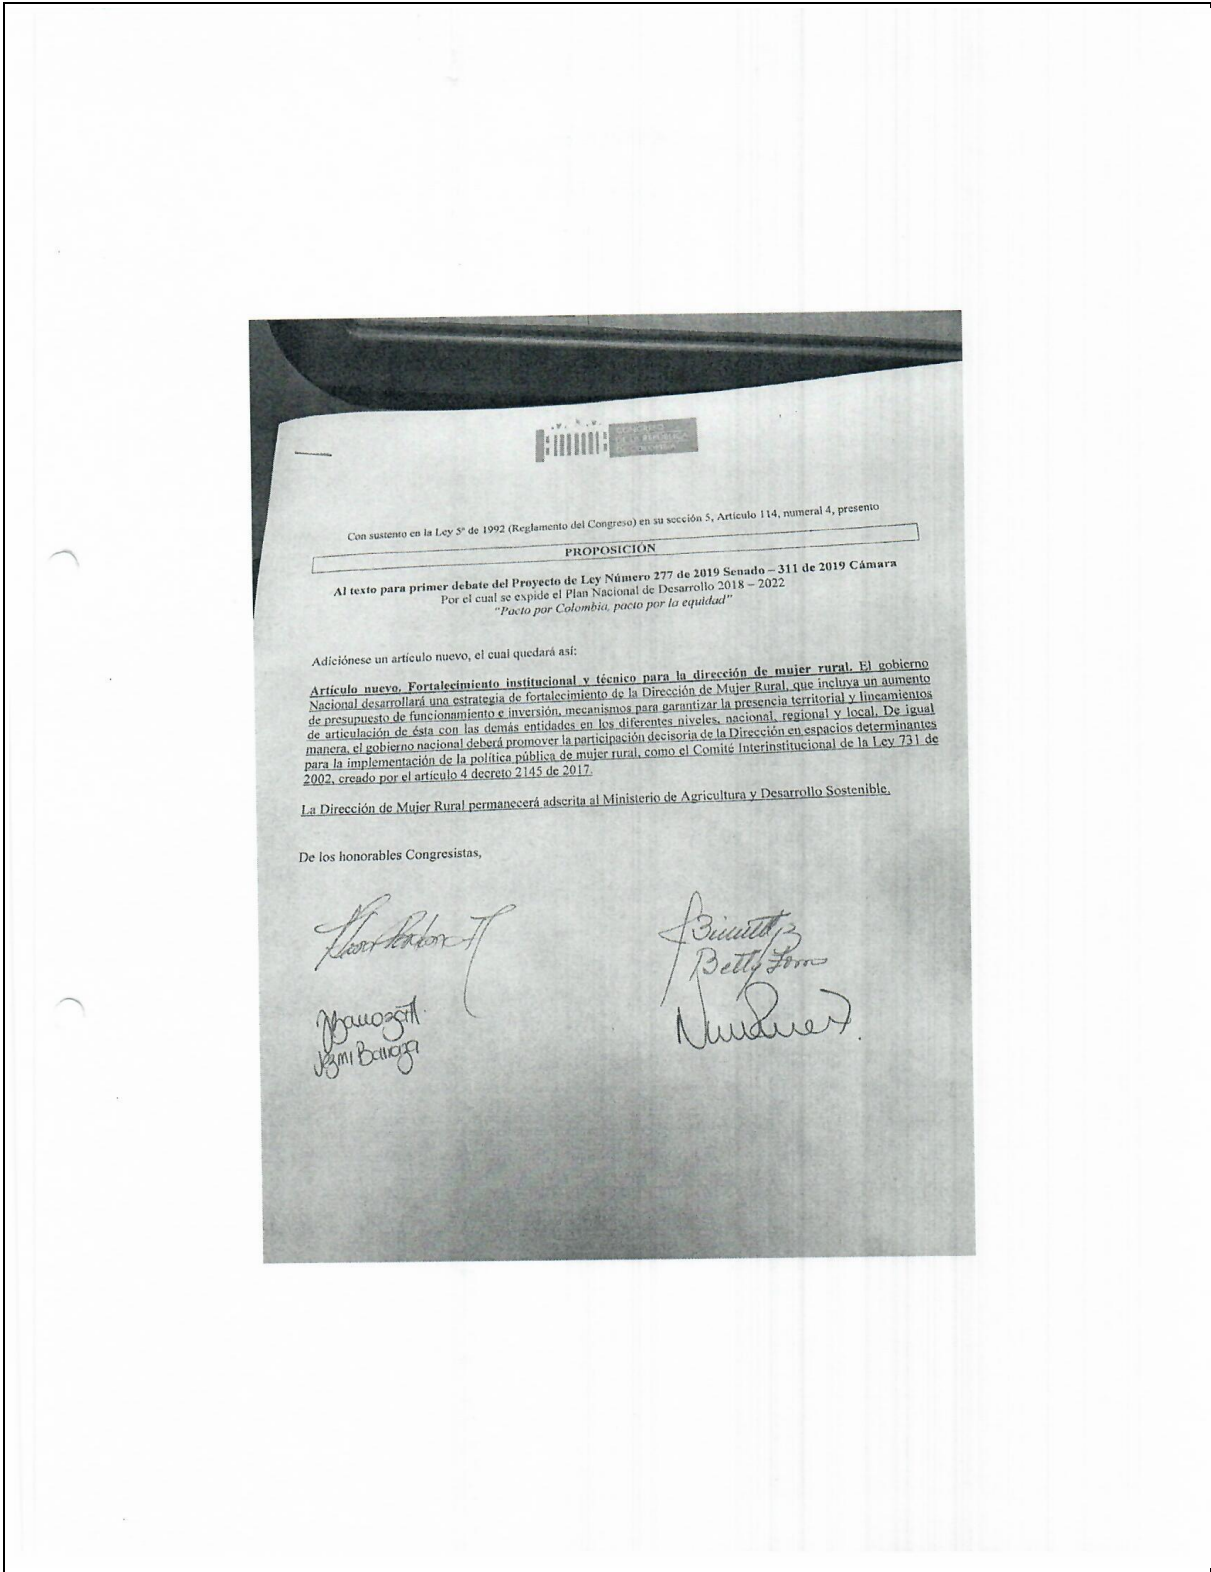 CONGRESO
DE LA REPÚBLICA
DE COLOMBIA
Con sustento en la Ley 5ª de 1992 (Reglamento del Congreso) en su sección 5, Artículo 114, numeral 4, presento
PROPOSICIÓN
Al texto para primer debate del Proyecto de Ley Número 277 de 2019 Senado – 311 de 2019 Cámara
Por el cual se expide el Plan Nacional de Desarrollo 2018 – 2022
"Pacto por Colombia, pacto por la equidad"
Adiciónese un artículo nuevo, el cual quedará así:
Artículo nuevo. Fortalecimiento institucional y técnico para la dirección de mujer rural. El gobierno
Nacional desarrollará una estrategia de fortalecimiento de la Dirección de Mujer Rural, que incluya un aumento
de presupuesto de funcionamiento e inversión, mecanismos para garantizar la presencia territorial y lineamientos
de articulación de ésta con las demás entidades en los diferentes niveles, nacional, regional y local. De igual
manera, el gobierno nacional deberá promover la participación decisoria de la Dirección en espacios determinantes
para la implementación de la política pública de mujer rural, como el Comité Interinstitucional de la Ley 731 de
2002, creado por el artículo 4 decreto 2145 de 2017.
La Dirección de Mujer Rural permanecerá adscrita al Ministerio de Agricultura y Desarrollo Sostenible.
De los honorables Congresistas,
Betty
Jezmi Barraza